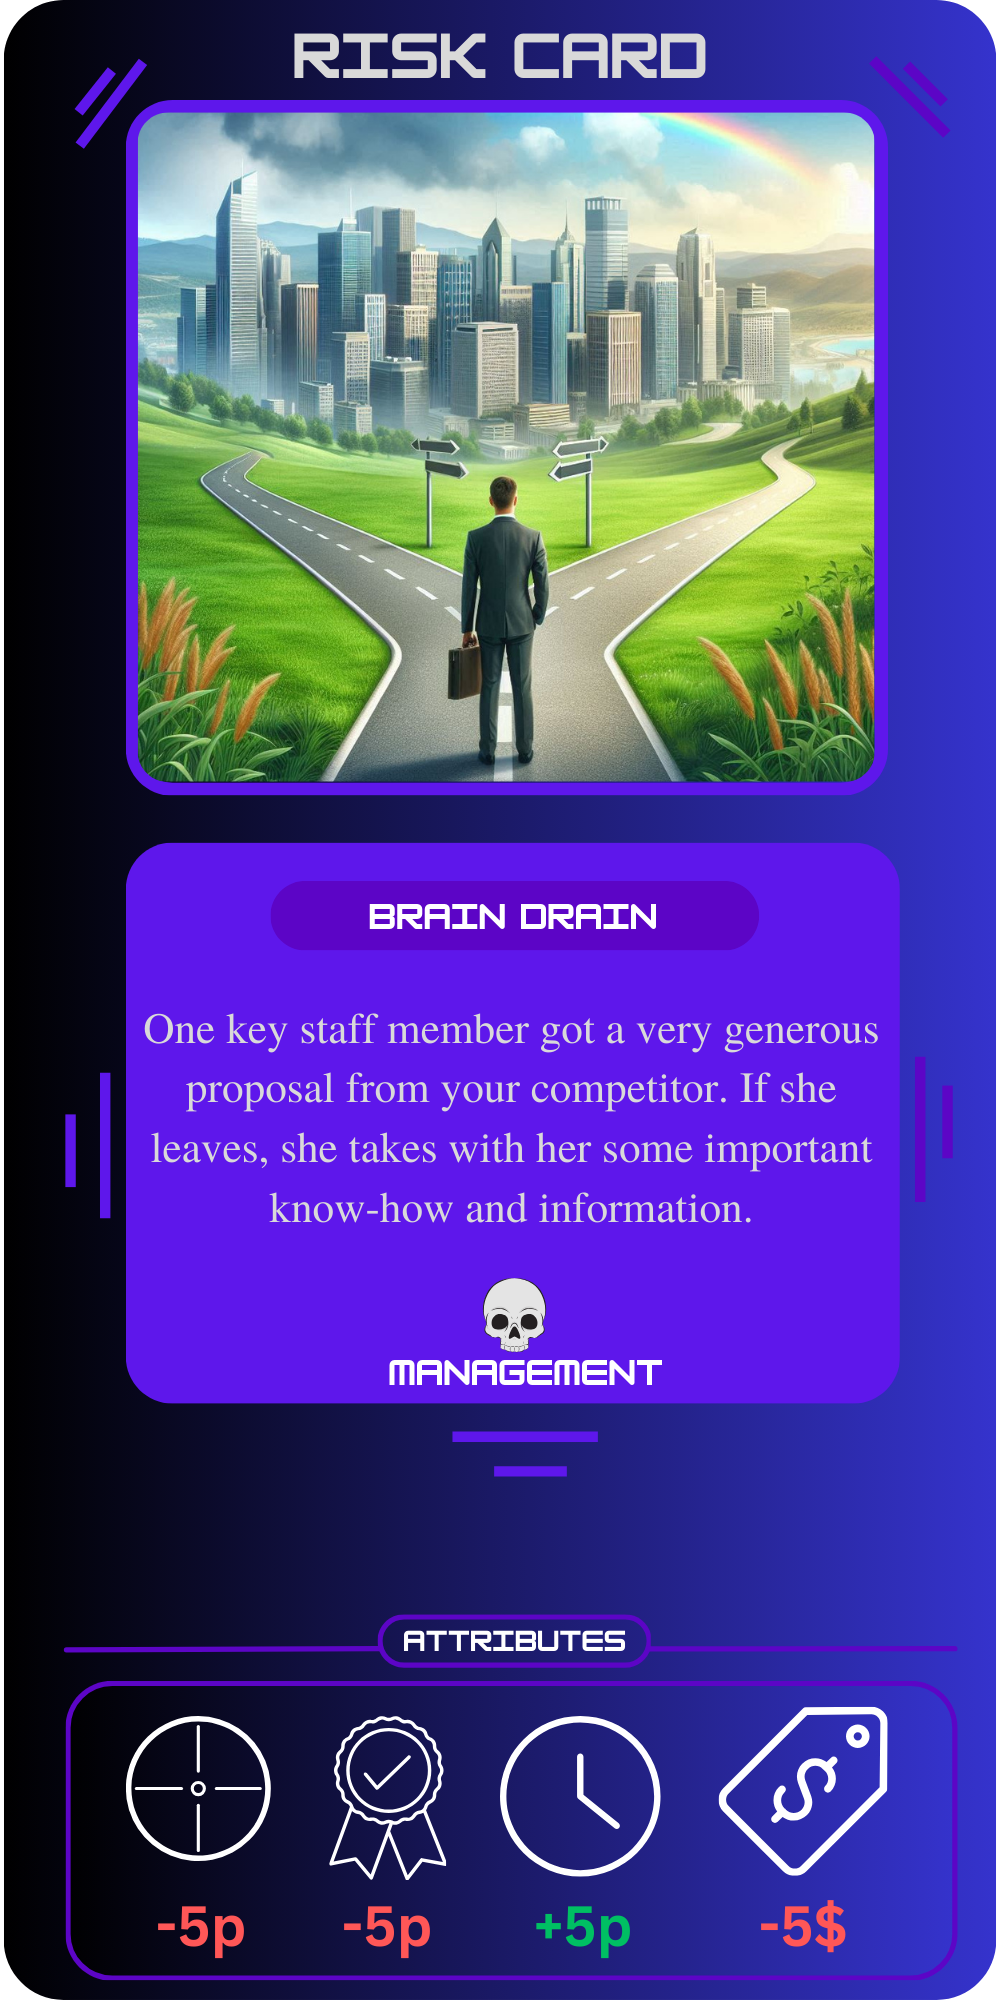 RISK CARD
BRAIN DRAIN
One key staff member got a very generous
proposal from your competitor. If she
leaves, she takes with her some important
know-how and information.
MANAGEMENT
ATTRIBUTES
$
-5p -5p +5p -5$